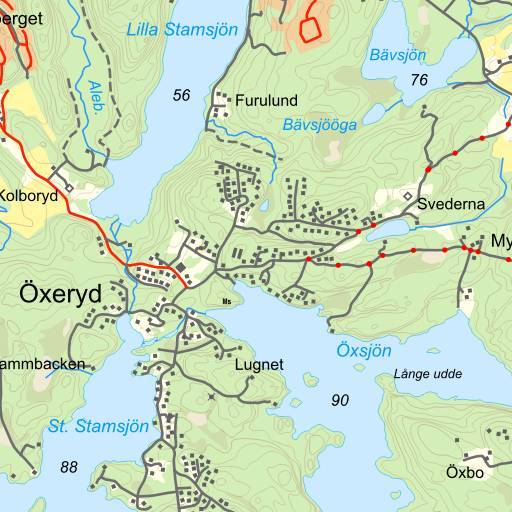 berget
Lilla Stamsjön
Bävsjön
76
56
Furulund
Aleb.
Bävsjööga
Kolboryd
Svederna
My
Öxeryd
Ms
ammbacken
Lugnet
Öxsjön
Långe udde
90
St. Stamsjön
88
Öxbo